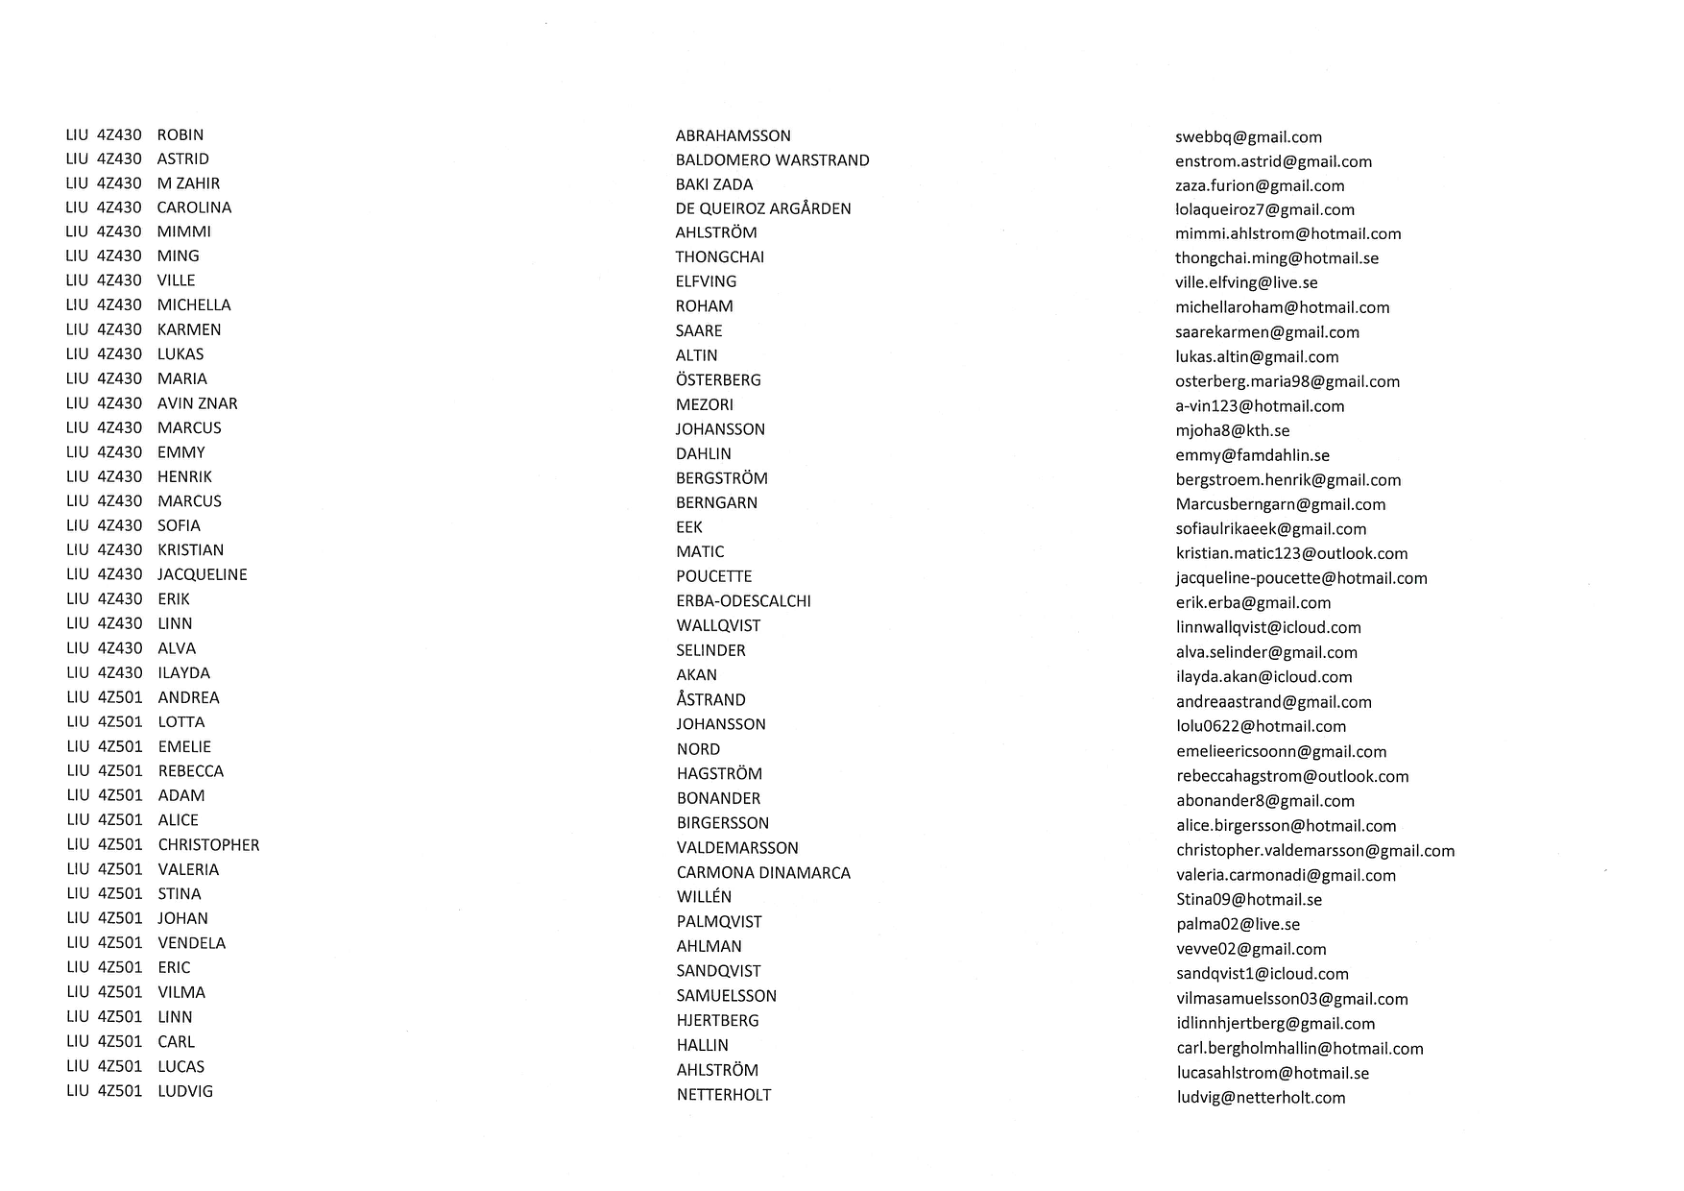 LIU 4Z430 ROBIN ABRAHAMSSON swebbq@gmail.com
LIU 4Z430 ASTRID BALDOMERO WARSTRAND enstrom.astrid@gmail.com
LIU 4Z430 M ZAHIR BAKI ZADA zaza.furion@gmail.com
LIU 4Z430 CAROLINA DE QUEIROZ ARGÅRDEN lolaqueiroz7@gmail.com
LIU 4Z430 MIMMI AHLSTRÖM mimmi.ahlstrom@hotmail.com
LIU 4Z430 MING THONGCHAI thongchai.ming@hotmail.se
LIU 4Z430 VILLE ELFVING ville.elfving@live.se
LIU 4Z430 MICHELLA ROHAM michellaroham@hotmail.com
LIU 4Z430 KARMEN SAARE saarekarmen@gmail.com
LIU 4Z430 LUKAS ALTIN lukas.altin@gmail.com
LIU 4Z430 MARIA ÖSTERBERG osterberg.maria98@gmail.com
LIU 4Z430 AVIN ZNAR MEZORI a-vin123@hotmail.com
LIU 4Z430 MARCUS JOHANSSON mjoha8@kth.se
LIU 4Z430 EMMY DAHLIN emmy@famdahlin.se
LIU 4Z430 HENRIK BERGSTRÖM bergstroem.henrik@gmail.com
LIU 4Z430 MARCUS BERNGARN Marcusberngarn@gmail.com
LIU 4Z430 SOFIA EEK sofiaulrikaeek@gmail.com
LIU 4Z430 KRISTIAN MATIC kristian.matic123@outlook.com
LIU 4Z430 JACQUELINE POUCETTE jacqueline-poucette@hotmail.com
LIU 4Z430 ERIK ERBA-ODESCALCHI erik.erba@gmail.com
LIU 4Z430 LINN WALLQVIST linnwallqvist@icloud.com
LIU 4Z430 ALVA SELINDER alva.selinder@gmail.com
LIU 4Z430 ILAYDA AKAN ilayda.akan@icloud.com
LIU 4Z501 ANDREA ÅSTRAND andreaastrand@gmail.com
LIU 4Z501 LOTTA JOHANSSON lolu0622@hotmail.com
LIU 4Z501 EMELIE NORD emelieericsoonn@gmail.com
LIU 4Z501 REBECCA HAGSTRÖM rebeccahagstrom@outlook.com
LIU 4Z501 ADAM BONANDER abonander8@gmail.com
LIU 4Z501 ALICE BIRGERSSON alice.birgersson@hotmail.com
LIU 4Z501 CHRISTOPHER VALDEMARSSON christopher.valdemarsson@gmail.com
LIU 4Z501 VALERIA CARMONA DINAMARCA valeria.carmonadi@gmail.com
LIU 4Z501 STINA WILLÉN Stina09@hotmail.se
LIU 4Z501 JOHAN PALMQVIST palma02@live.se
LIU 4Z501 VENDELA AHLMAN vevve02@gmail.com
LIU 4Z501 ERIC SANDQVIST sandqvist1@icloud.com
LIU 4Z501 VILMA SAMUELSSON vilmasamuelsson03@gmail.com
LIU 4Z501 LINN HJERTBERG idlinnhjertberg@gmail.com
LIU 4Z501 CARL HALLIN carl.bergholmhallin@hotmail.com
LIU 4Z501 LUCAS AHLSTRÖM lucasahlstrom@hotmail.se
LIU 4Z501 LUDVIG NETTERHOLT ludvig@netterholt.com